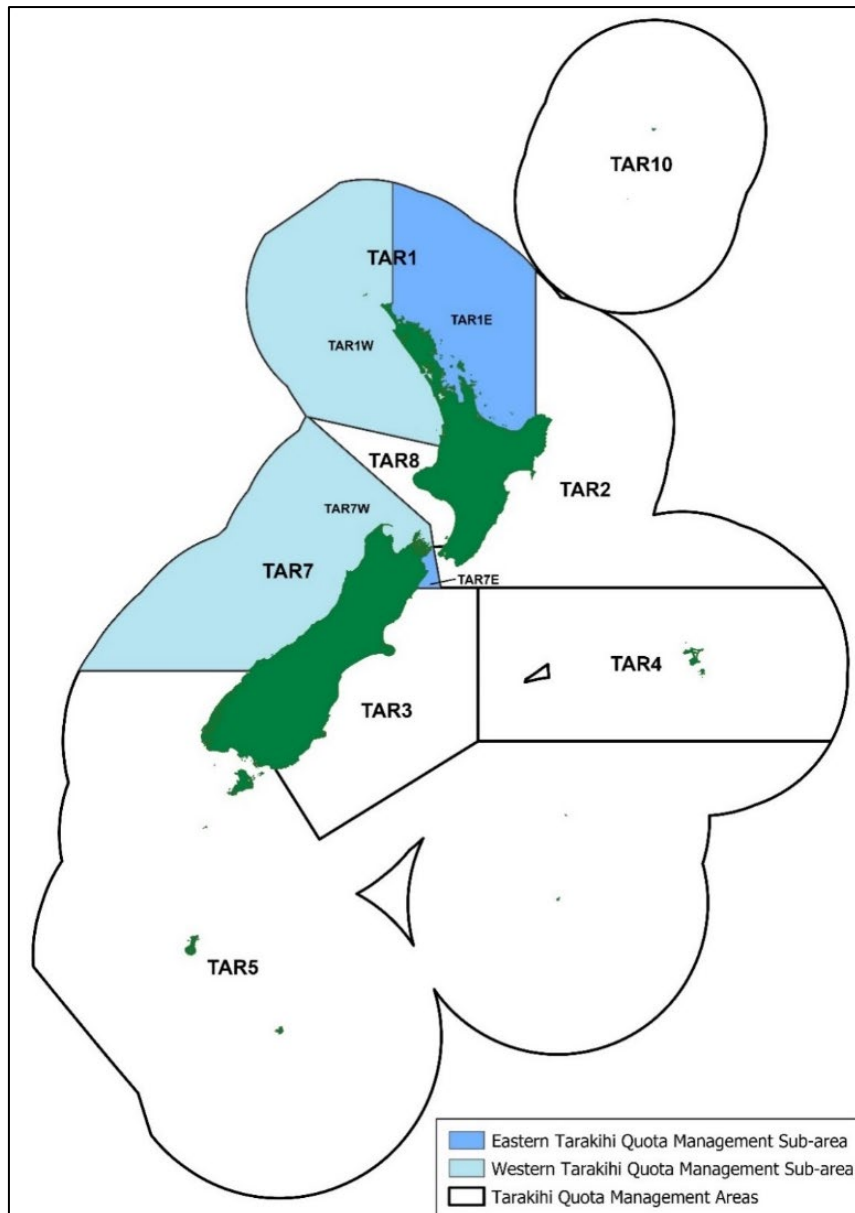 TAR10
TAR1
TAR1E
TAR1W
TAR8
TAR2
TAR7W
TAR7
TAR7E
TAR4
TAR3
TAR5
Eastern Tarakihi Quota Management Sub-area
Western Tarakihi Quota Management Sub-area
Tarakihi Quota Management Areas